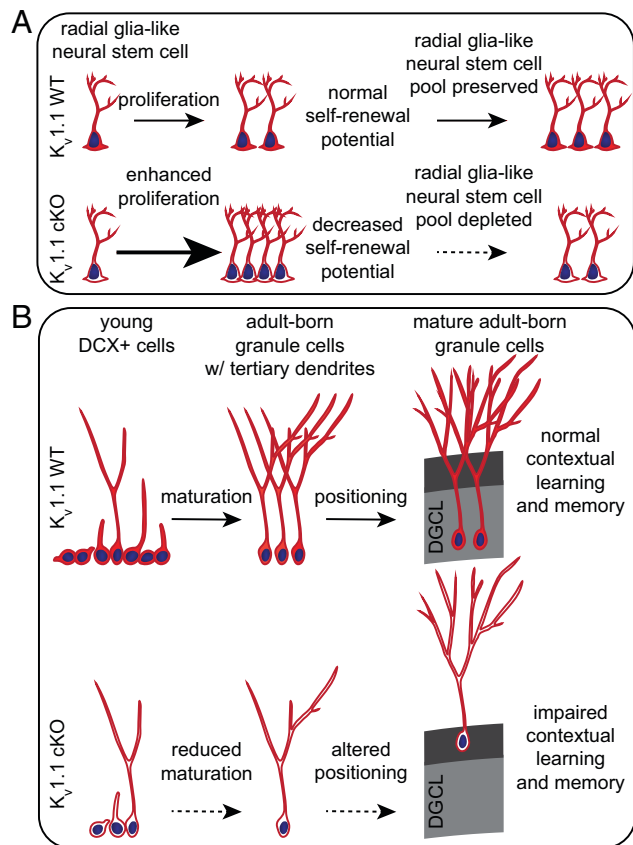 A
radial glia-like
neural stem cell
radial glia-like
neural stem cell
pool preserved
Kv1.1 WT
proliferation
normal
self-renewal
potential
enhanced
proliferation
radial glia-like
neural stem cell
pool depleted
Kv1.1 cKO
decreased
self-renewal
potential
B
young
DCX+ cells
adult-born
granule cells
w/ tertiary dendrites
mature adult-born
granule cells
Kv1.1 WT
maturation
positioning
DGCL
normal
contextual
learning
and memory
Kv1.1 cKO
reduced
maturation
altered
positioning
DGCL
impaired
contextual
learning
and memory